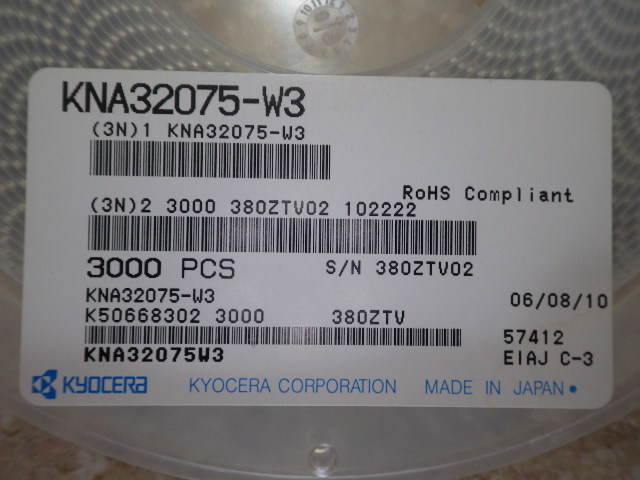 KNA32075-W3
(3N)1 KNA32075-W3
RoHS Compliant
(3N)2 3000 380ZTV02 102222
3000 PCS S/N 380ZTV02
KNA32075-W3 06/08/10
K50668302 3000 380ZTV
57412
KNA32075W3 EIAJ C-3
KYOCERA KYOCERA CORPORATION MADE IN JAPAN